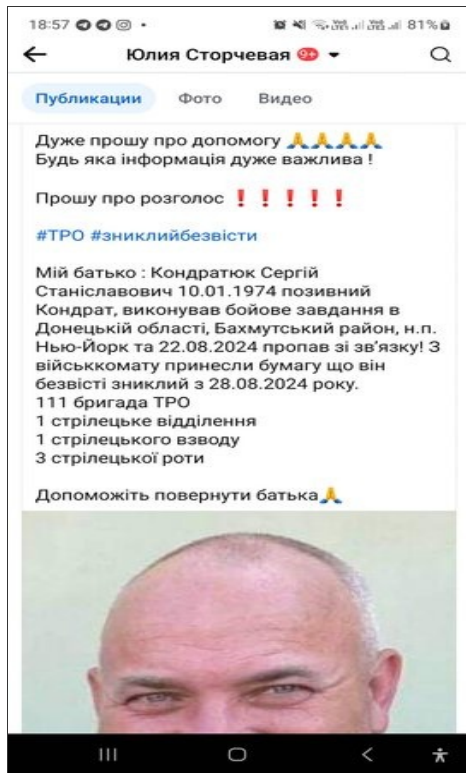 18:57 81%
Юлия Сторчевая 9+
Публикации Фото Видео
Дуже прошу про допомогу 🙏🙏🙏🙏
Будь яка інформація дуже важлива !
Прошу про розголос ❗❗❗❗❗
#ТРО #зниклийбезвісти
Мій батько : Кондратюк Сергій
Станіславович 10.01.1974 позивний
Кондрат, виконував бойове завдання в
Донецькій області, Бахмутський район, н.п.
Нью-Йорк та 22.08.2024 пропав зі зв'язку! З
військкомату принесли бумагу що він
безвісти зниклий з 28.08.2024 року.
111 бригада ТРО
1 стрілецьке відділення
1 стрілецького взводу
3 стрілецької роти
Допоможіть повернути батька🙏